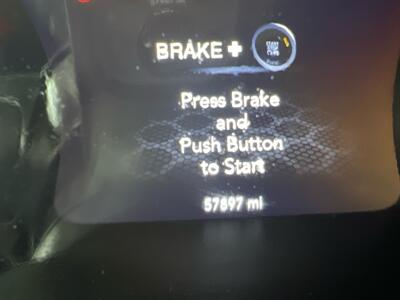 BRAKE +
Press Brake
and
Push Button
to Start
57897 mi